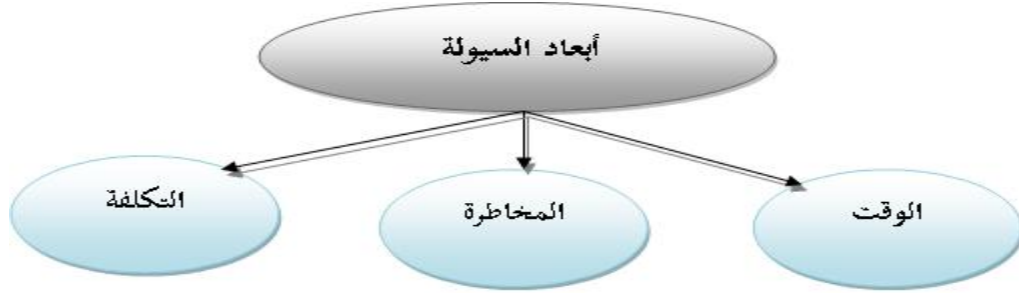 أبعاد السيولة
الوقت
المخاطرة
التكلفة